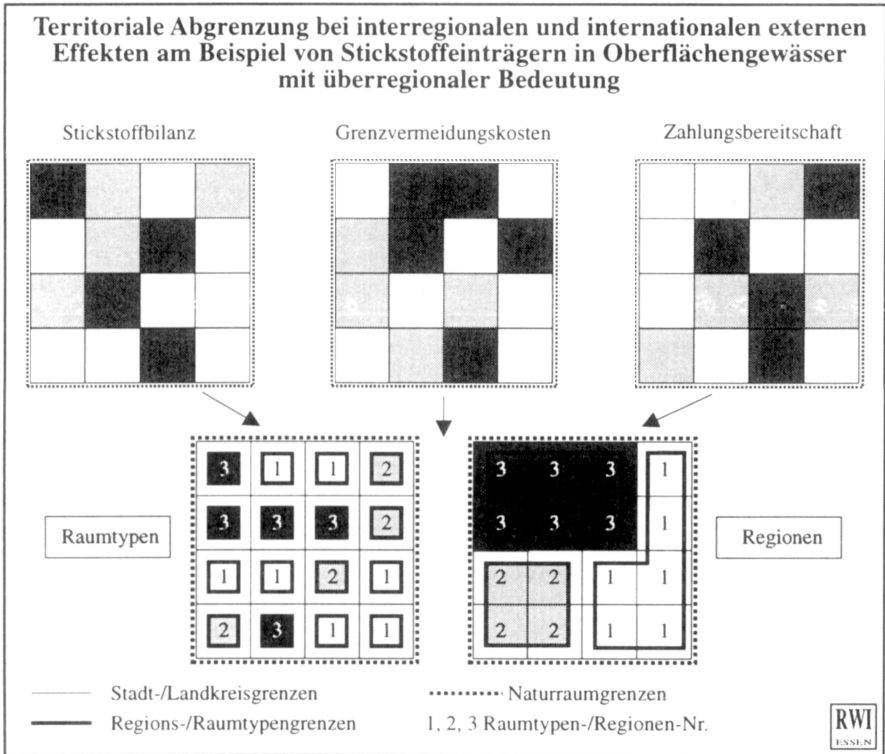 Territoriale Abgrenzung bei interregionalen und internationalen externen
Effekten am Beispiel von Stickstoffeinträgern in Oberflächengewässer
mit überregionaler Bedeutung
Stickstoffbilanz
Grenzvermeidungskosten
Zahlungsbereitschaft
Raumtypen
3 1 1 2
3 3 3 2
1 1 2 1
2 3 1 1
3 3 3 1
3 3 3 1
2 2 1 1
2 2 1 1
Regionen
Stadt-/Landkreisgrenzen
Naturraumgrenzen
Regions-/Raumtypengrenzen
1, 2, 3 Raumtypen-/Regionen-Nr.
RWI
ESSEN